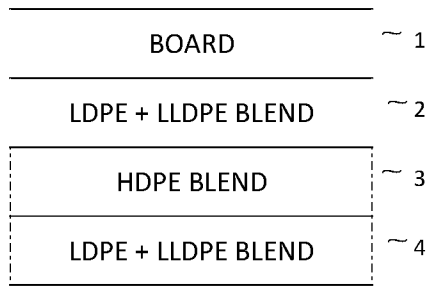 BOARD 1
LDPE + LLDPE BLEND 2
HDPE BLEND 3
LDPE + LLDPE BLEND 4